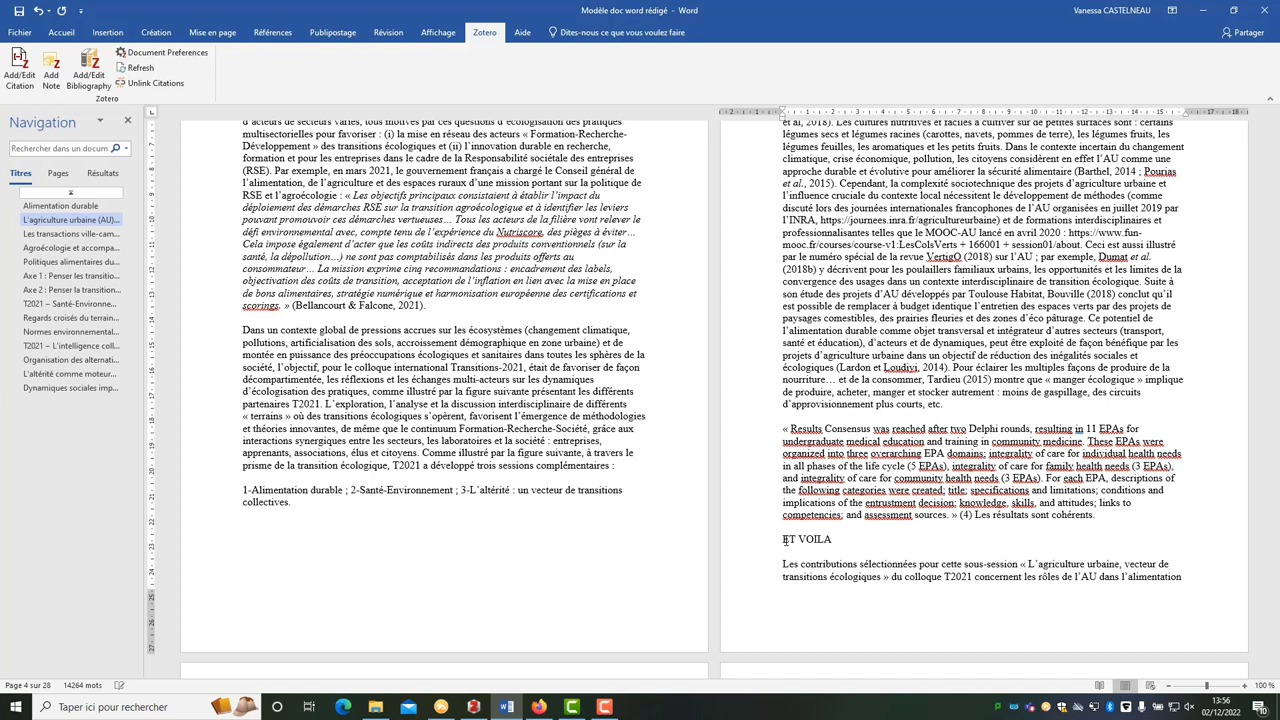 Modèle doc word rédigé - Word
Vanessa CASTELNEAU
Fichier Accueil Insertion Création Mise en page Références Publipostage Révision Affichage Zotero Aide Dites-nous ce que vous voulez faire Partager
Add/Edit Citation
Add Note
Add/Edit Bibliography
Document Preferences
Refresh
Unlink Citations
Zotero
Navigation
Rechercher dans un docum
Titres Pages Résultats
Alimentation durable
L'agriculture urbaine (AU)...
Les transactions ville-cam...
Agroécologie et accompa...
Politiques alimentaires du...
Axe 1 : Penser les transitio...
Axe 2 : Penser la transition...
T2021 – Santé-Environne...
Regards croisés du terrain...
Normes environnemental...
T2021 – L'intelligence coll...
Organisation des alternati...
L'altérité comme moteur...
Dynamiques sociales imp...
d’acteurs de secteurs variés, tous motivés par ces questions d’écologisation des pratiques
multisectorielles pour favoriser : (i) la mise en réseau des acteurs « Formation-Recherche-
Développement » des transitions écologiques et (ii) l’innovation durable en recherche,
formation et pour les entreprises dans le cadre de la Responsabilité sociétale des entreprises
(RSE). Par exemple, en mars 2021, le gouvernement français a chargé le Conseil général de
l’alimentation, de l’agriculture et des espaces ruraux d’une mission portant sur la politique de
RSE et l’agroécologie : « Les objectifs principaux consistaient à établir l’impact du
déploiement des démarches RSE sur la transition agroécologique et à identifier les leviers
pouvant promouvoir ces démarches vertueuses… Tous les acteurs de la filière vont relever le
défi environnemental avec, compte tenu de l’expérience du Nutriscore, des pièges à éviter…
Cela impose également d’acter que les coûts indirects des produits conventionnels (sur la
santé, la dépollution…) ne sont pas comptabilisés dans les produits offerts au
consommateur… La mission exprime cinq recommandations : encadrement des labels,
objectivation des coûts de transition, acceptation de l’inflation en lien avec la mise en place
de bons alimentaires, stratégie numérique et harmonisation européenne des certifications et
scorings. » (Bellancourt & Falcone, 2021).
Dans un contexte global de pressions accrues sur les écosystèmes (changement climatique,
pollutions, artificialisation des sols, accroissement démographique en zone urbaine) et de
montée en puissance des préoccupations écologiques et sanitaires dans toutes les sphères de la
société, l’objectif, pour le colloque international Transitions-2021, était de favoriser de façon
décompartimentée, les réflexions et les échanges multi-acteurs sur les dynamiques
d’écologisation des pratiques, comme illustré par la figure suivante présentant les différents
partenaires T2021. L’exploration, l’analyse et la discussion interdisciplinaire de différents
« terrains » où des transitions écologiques s’opèrent, favorisent l’émergence de méthodologies
et théories innovantes, de même que le continuum Formation-Recherche-Société, grâce aux
interactions synergiques entre les secteurs, les laboratoires et la société : entreprises,
apprenants, associations, élus et citoyens. Comme illustré par la figure suivante, à travers le
prisme de la transition écologique, T2021 a développé trois sessions complémentaires :
1-Alimentation durable ; 2-Santé-Environnement ; 3-L’altérité : un vecteur de transitions
collectives.
et al, 2018). Les cultures nutritives et racines à cultiver de petites surfaces sont : certains
légumes secs et légumes racines (carottes, navets, pommes de terre), les légumes fruits, les
légumes feuilles, les aromatiques et les petits fruits. Dans le contexte incertain du changement
climatique, crise économique, pollution, les citoyens considèrent en effet l’AU comme une
approche durable et évolutive pour améliorer la sécurité alimentaire (Barthel, 2014 ; Pourias
et al., 2015). Cependant, la complexité sociotechnique des projets d’agriculture urbaine et
l’influence cruciale du contexte local nécessitent le développement de méthodes (comme
discuté lors des journées internationales francophones de l’AU organisées en juillet 2019 par
l’INRA, https://journees.inra.fr/agricultureurbaine) et de formations interdisciplinaires et
professionnalisantes telles que le MOOC-AU lancé en avril 2020 : https://www.fun-
mooc.fr/courses/course-v1:LesColsVerts + 166001 + session01/about. Ceci est aussi illustré
par le numéro spécial de la revue VertigO (2018) sur l’AU ; par exemple, Dumat et al.
(2018b) y décrivent pour les poulaillers familiaux urbains, les opportunités et les limites de la
convergence des usages dans un contexte interdisciplinaire de transition écologique. Suite à
son étude des projets d’AU développés par Toulouse Habitat, Bouville (2018) conclut qu’il
est possible de remplacer à budget identique l’entretien des espaces verts par des projets de
paysages comestibles, des prairies fleuries et des zones d’éco pâturage. Ce potentiel de
l’alimentation durable comme objet transversal et intégrateur d’autres secteurs (transport,
santé et éducation), d’acteurs et de dynamiques, peut être exploité de façon bénéfique par les
projets d’agriculture urbaine dans un objectif de réduction des inégalités sociales et
écologiques (Lardon et Loudiyi, 2014). Pour éclairer les multiples façons de produire de la
nourriture… et de la consommer, Tardieu (2015) montre que « manger écologique » implique
de produire, acheter, manger et stocker autrement : moins de gaspillage, des circuits
d’approvisionnement plus courts, etc.
« Results Consensus was reached after two Delphi rounds, resulting in 11 EPAs for
undergraduate medical education and training in community medicine. These EPAs were
organized into three overarching EPA domains: integrality of care for individual health needs
in all phases of the life cycle (5 EPAs), integrality of care for family health needs (3 EPAs),
and integrality of care for community health needs (3 EPAs). For each EPA, descriptions of
the following categories were created: title; specifications and limitations; conditions and
implications of the entrustment decision; knowledge, skills, and attitudes; links to
competencies; and assessment sources. » (4) Les résultats sont cohérents.
ET VOILA
Les contributions sélectionnées pour cette sous-session « L’agriculture urbaine, vecteur de
transitions écologiques » du colloque T2021 concernent les rôles de l’AU dans l’alimentation
Page 4 sur 28 14264 mots
100 %
Taper ici pour rechercher
13:56
02/12/2022